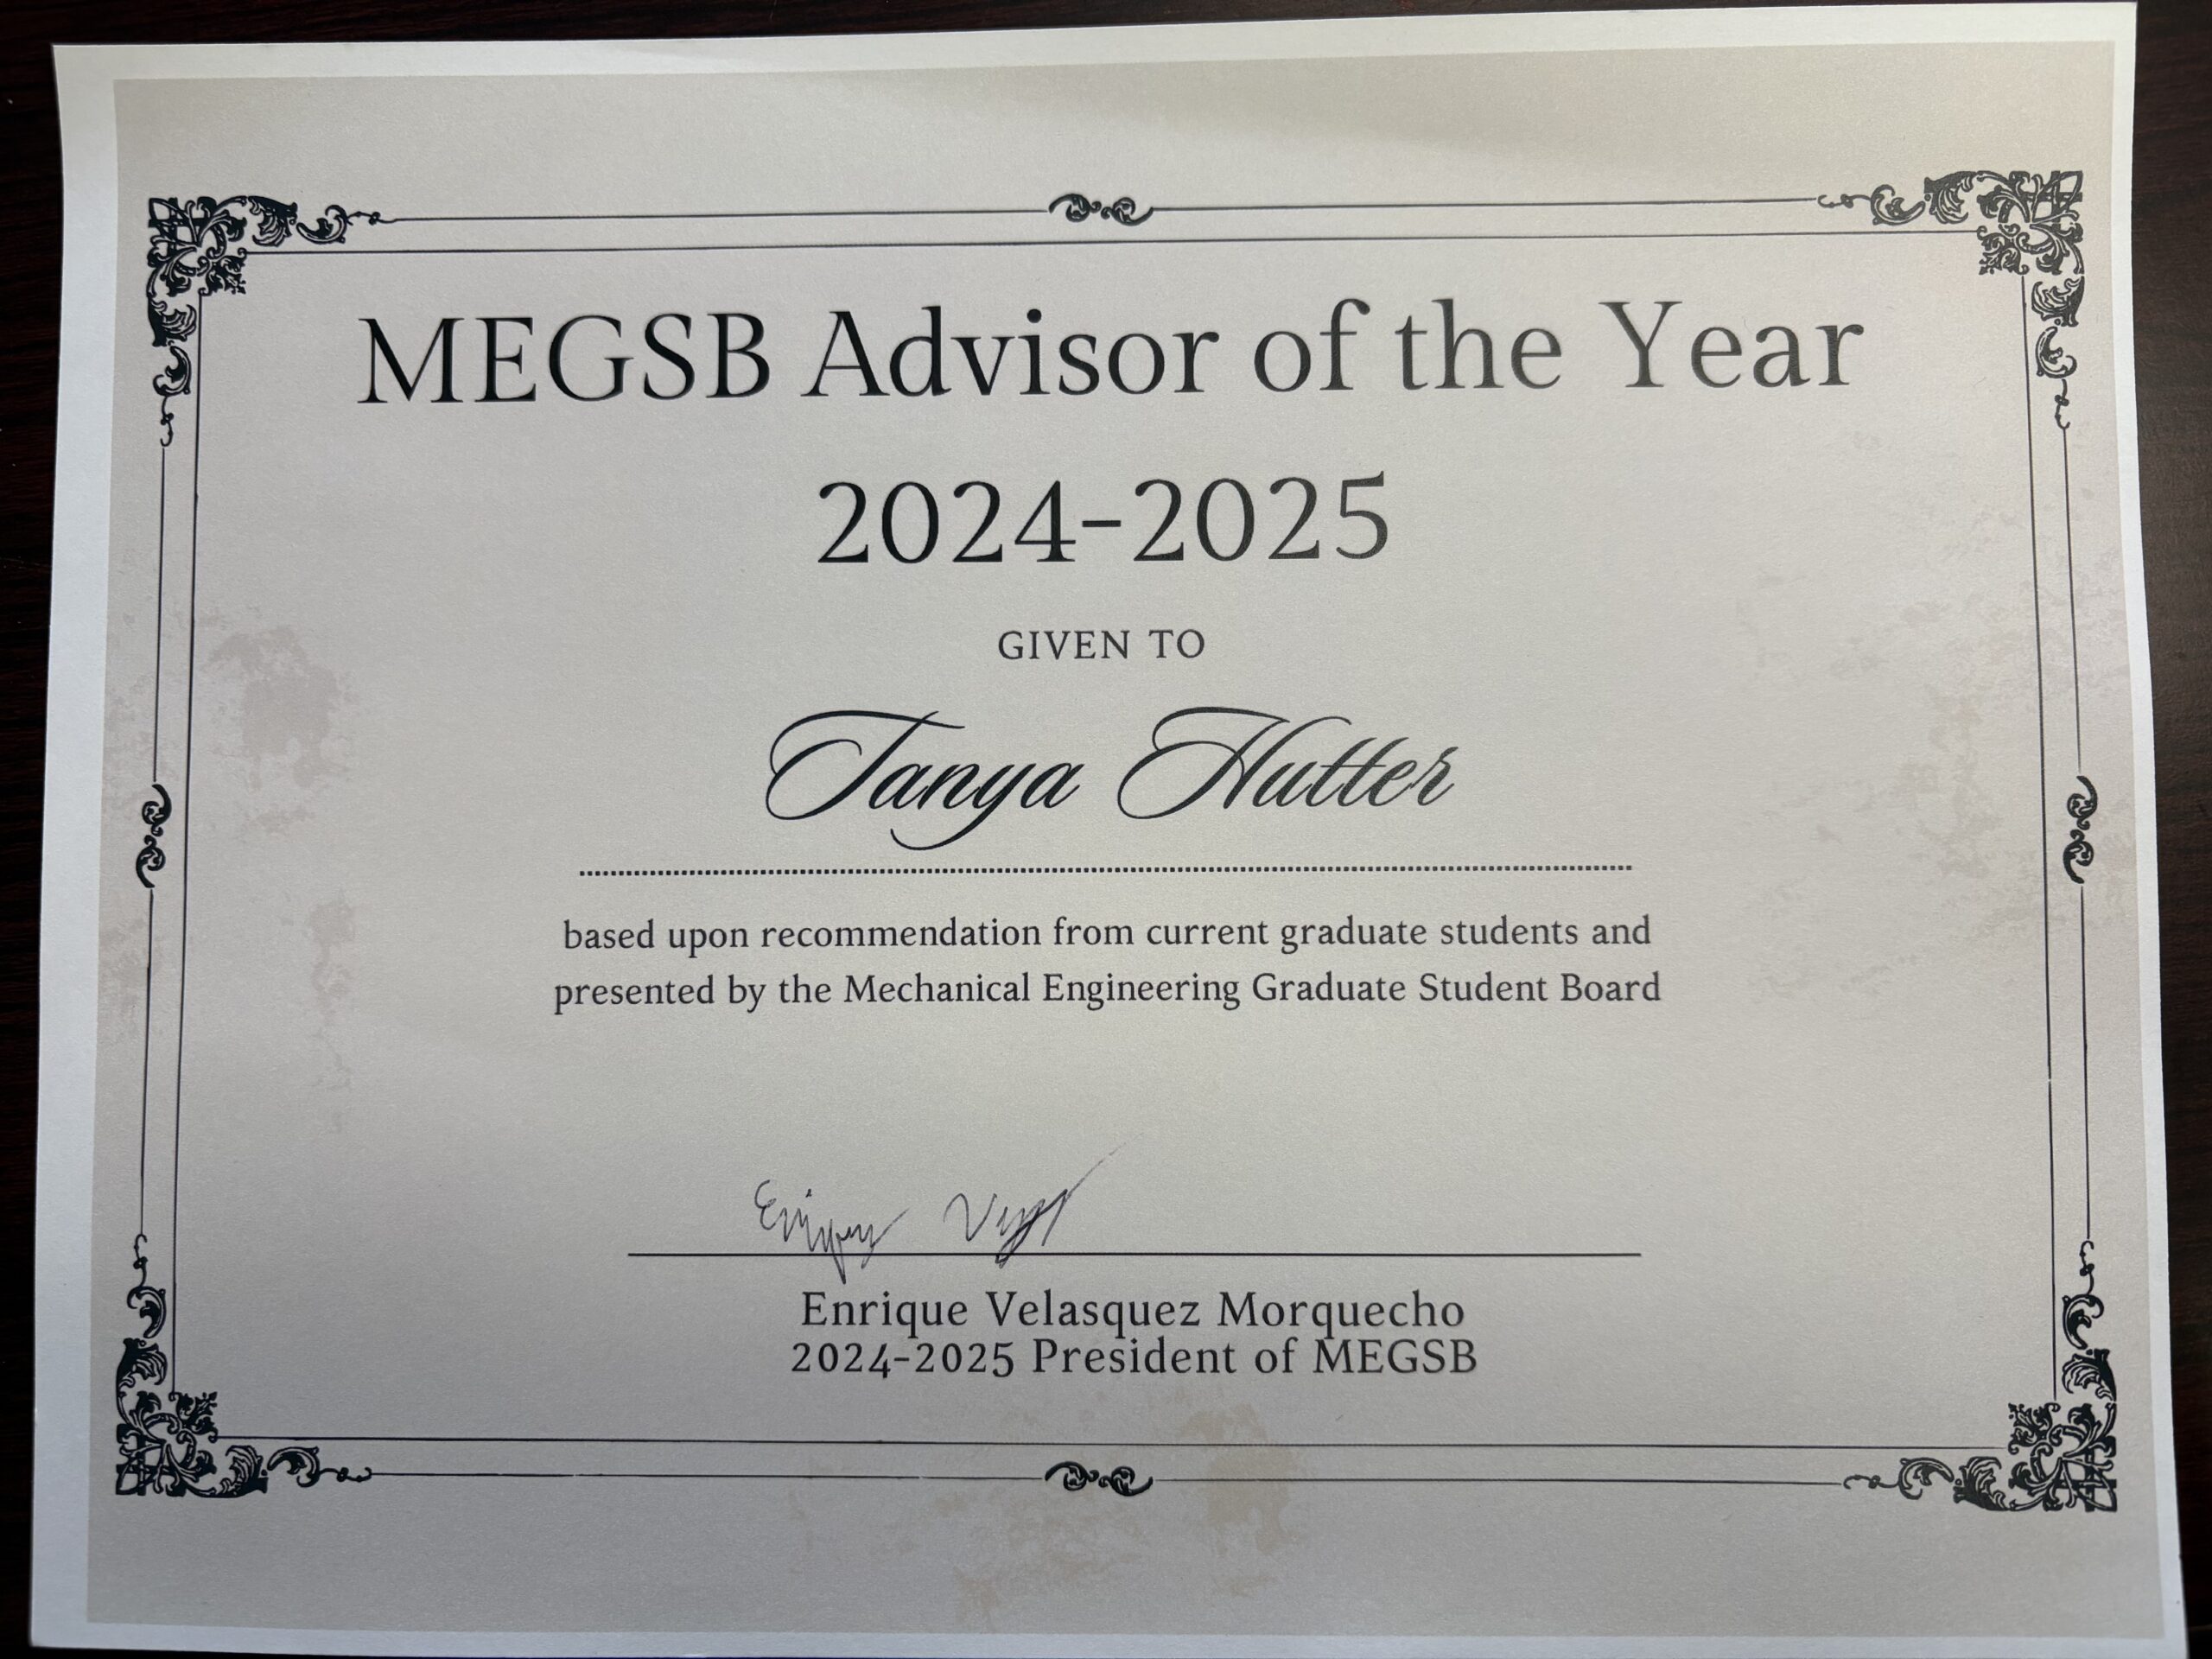 MEGSB Advisor of the Year
2024-2025
GIVEN TO
Tanya Hutter
based upon recommendation from current graduate students and
presented by the Mechanical Engineering Graduate Student Board
Enrique Velasquez Morquecho
2024-2025 President of MEGSB